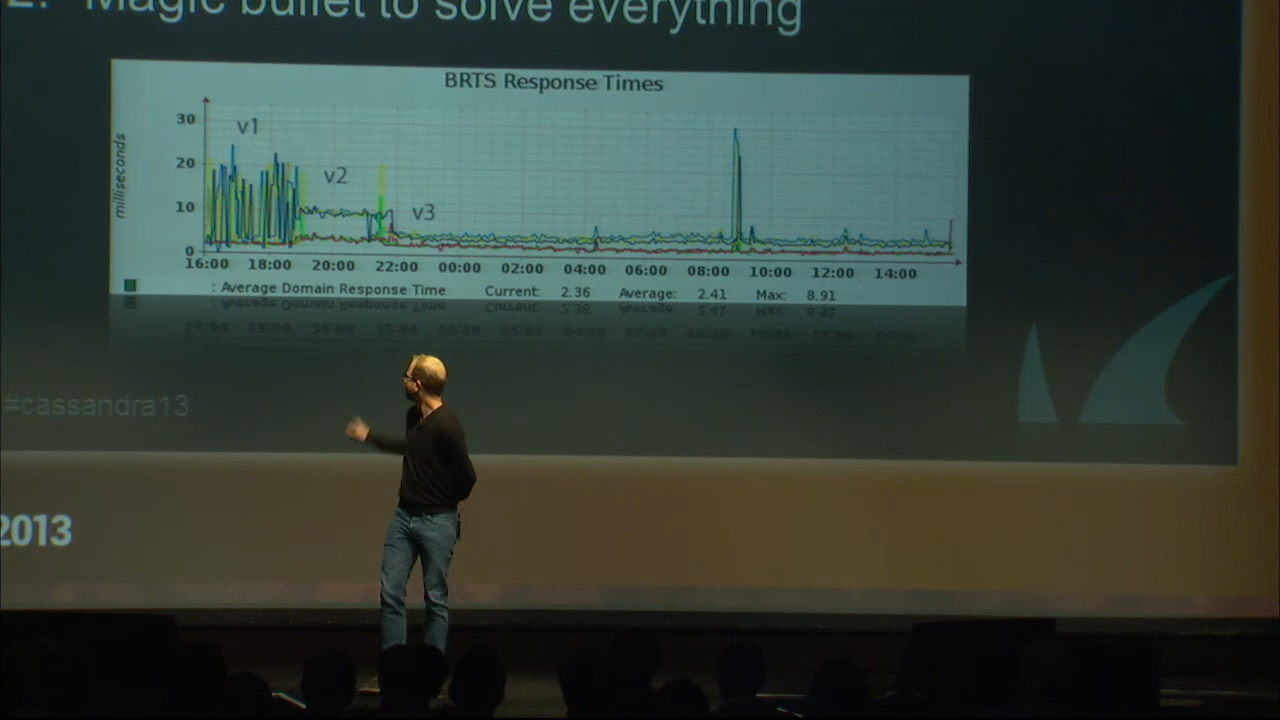 2. Magic bullet to solve everything
BRTS Response Times
milliseconds
30
20
10
0
v1
v2
v3
16:00 18:00 20:00 22:00 00:00 02:00 04:00 06:00 08:00 10:00 12:00 14:00
: Average Domain Response Time Current: 2.36 Average: 2.41 Max: 8.91
#cassandra13
2013